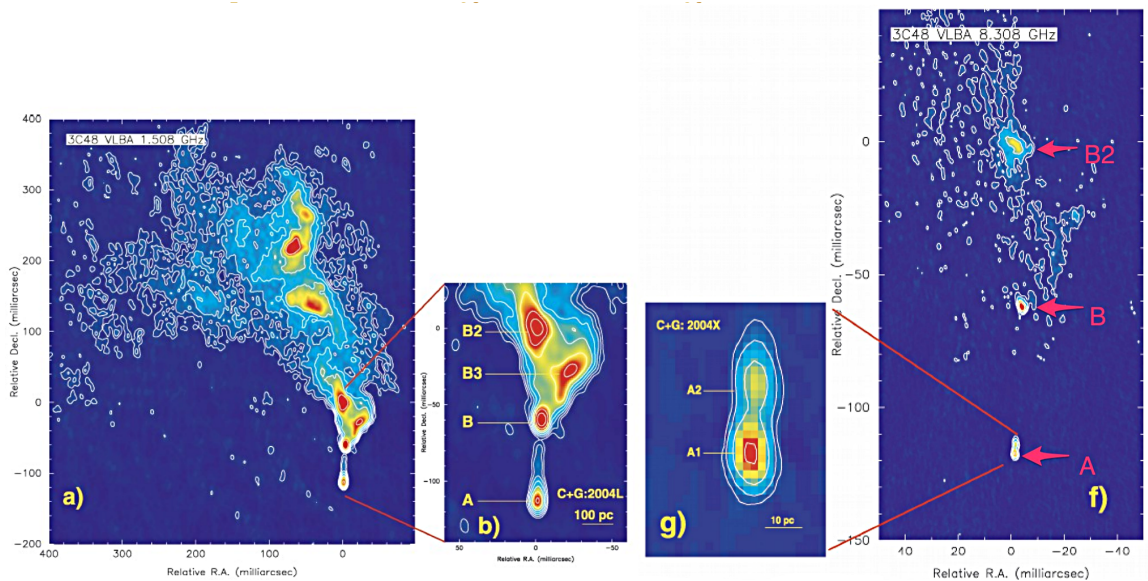 3C48 VLBA 1.508 GHz
400
300
200
100
0
−100
−200
Relative Decl. (milliarcsec)
400
300
200
100
0
Relative R.A. (milliarcsec)
a)
B2
B3
B
A
C+G:2004L
100 pc
b)
0
−50
−100
Relative Decl. (milliarcsec)
50
0
−50
Relative R.A. (milliarcsec)
C+G: 2004X
A2
A1
10 pc
g)
3C48 VLBA 8.308 GHz
B2
B
A
f)
0
−50
−100
−150
Relative Decl. (milliarcsec)
40
20
0
−20
−40
Relative R.A. (milliarcsec)